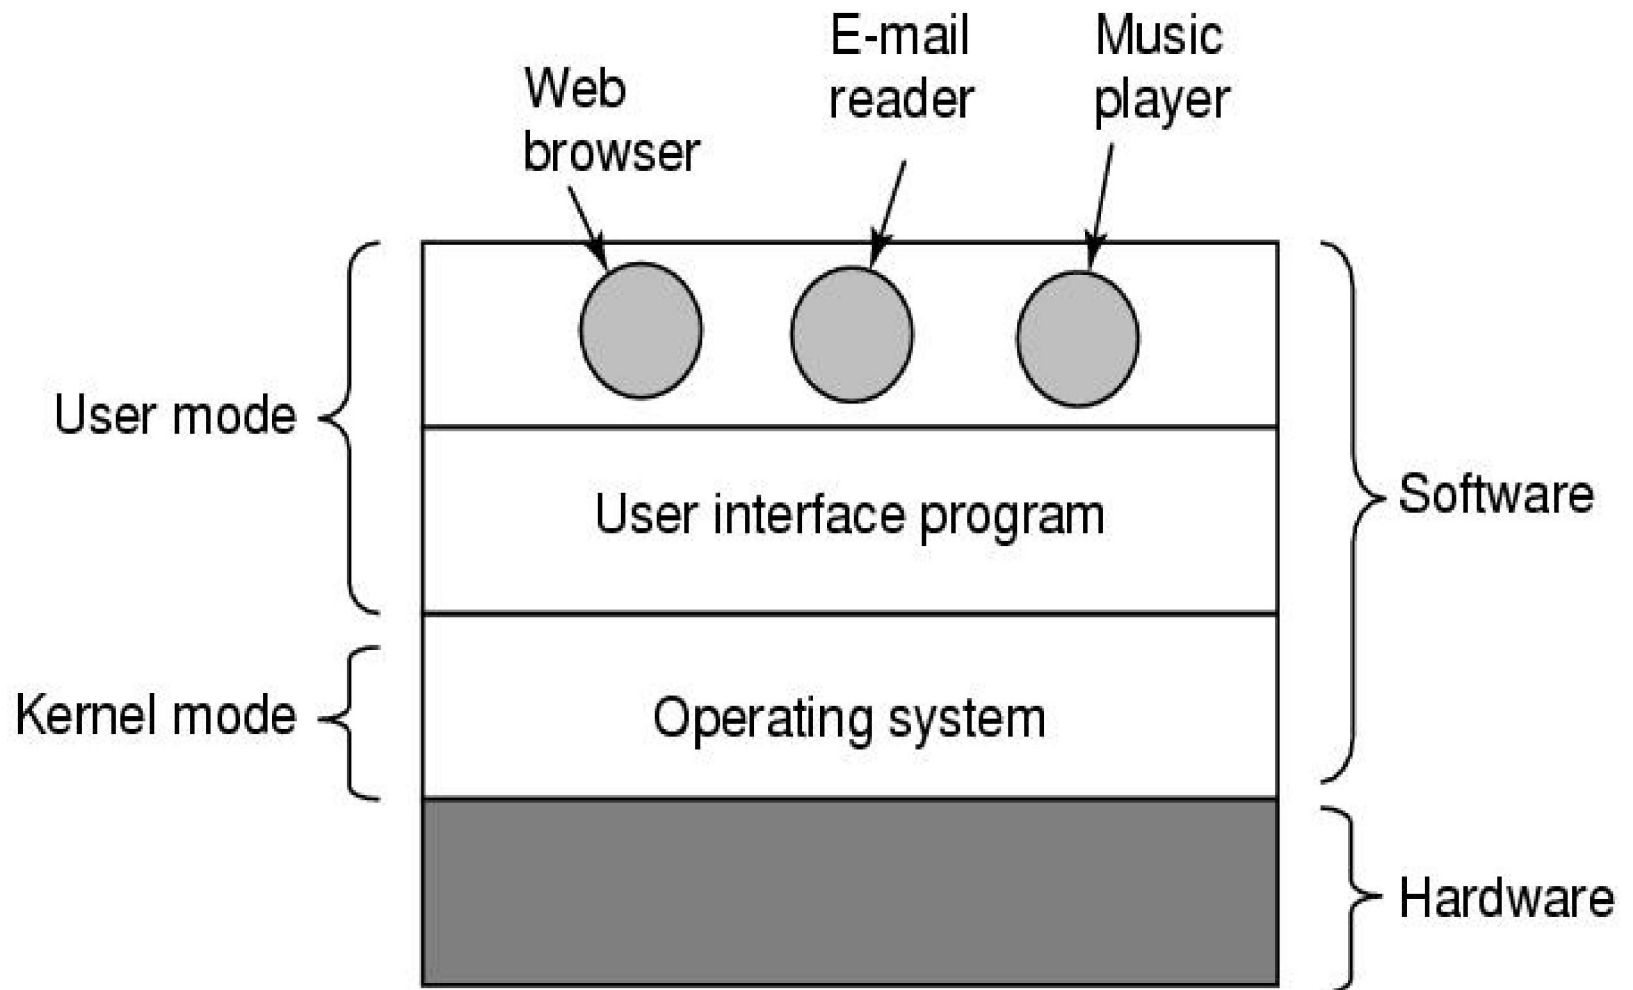 Web
browser
E-mail
reader
Music
player
User mode
User interface program
Software
Kernel mode
Operating system
Hardware